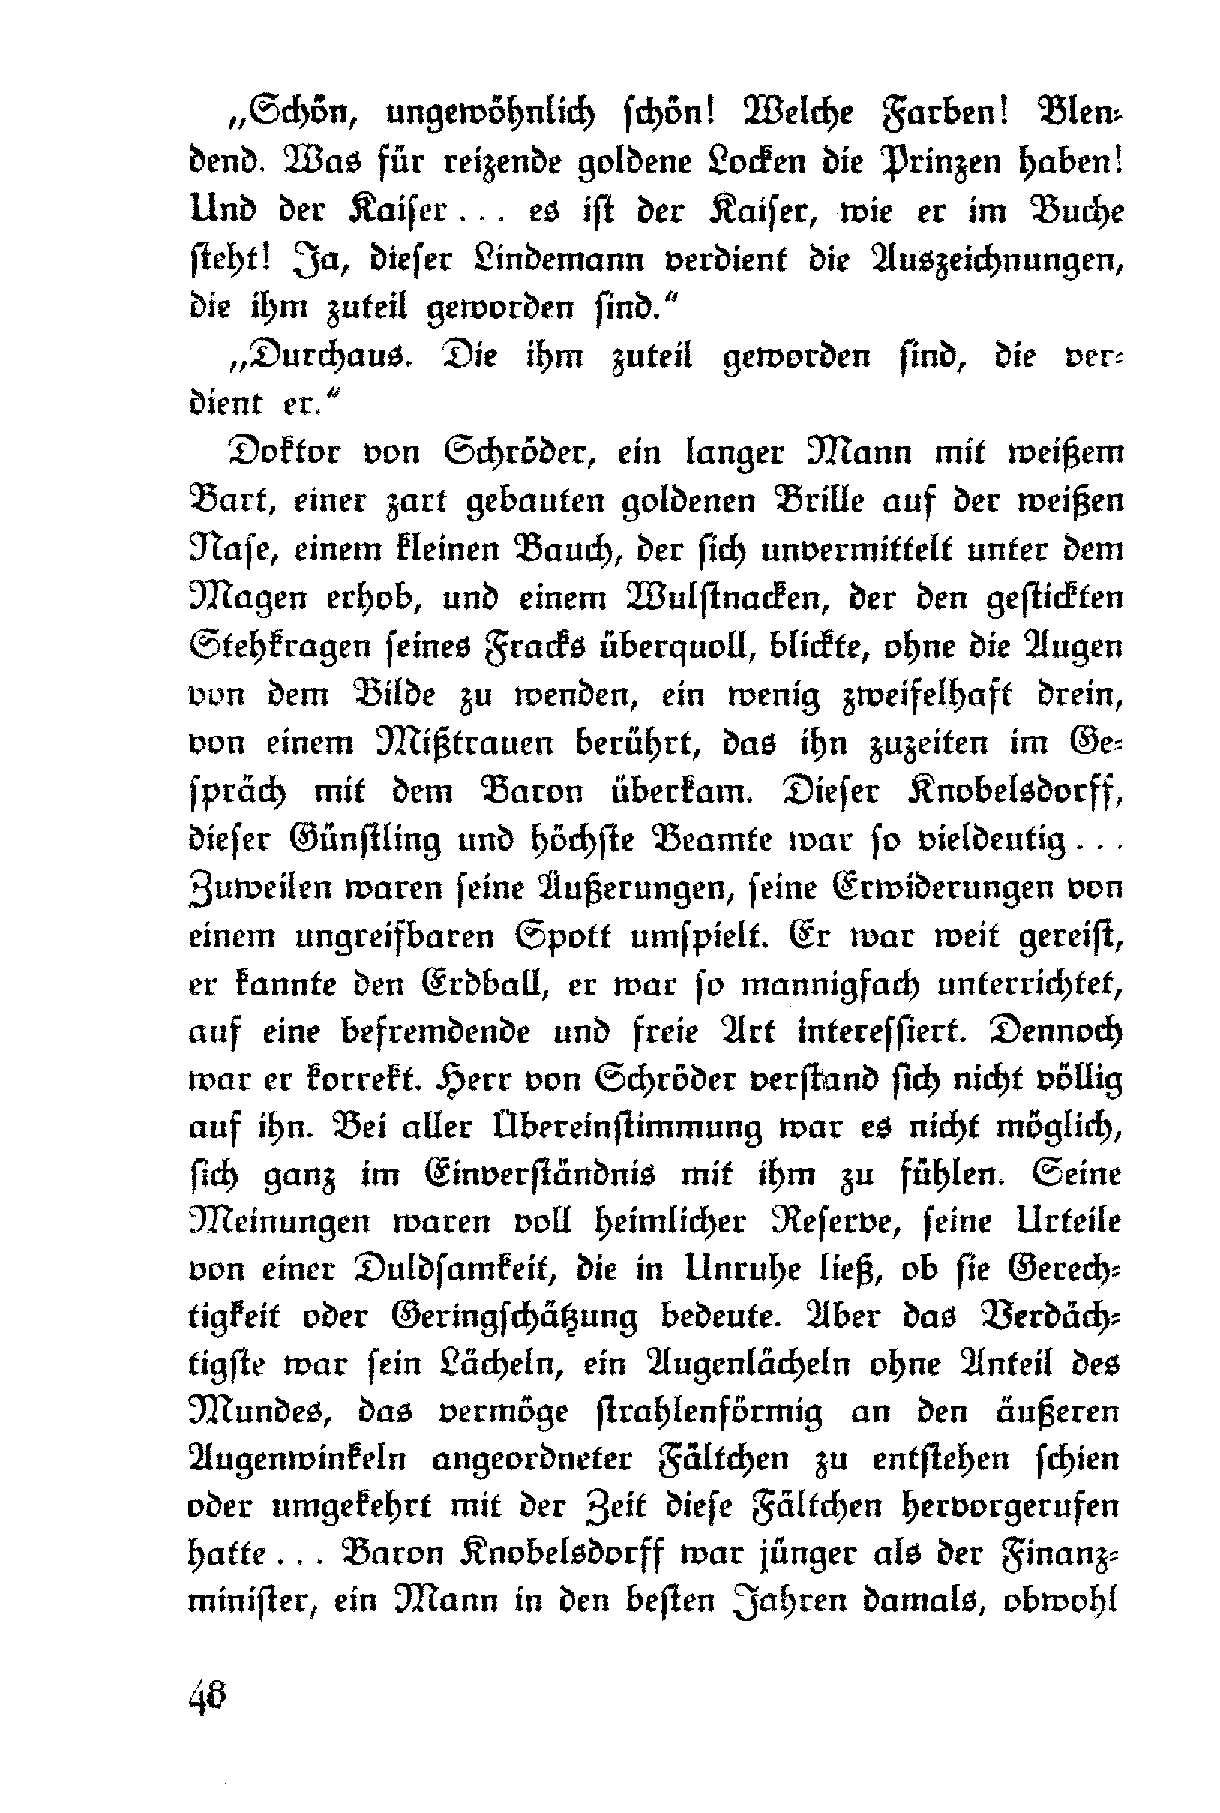 „Schön, ungewöhnlich schön! Welche Farben! Blen-
dend. Was für reizende goldene Locken die Prinzen haben!
Und der Kaiser... es ist der Kaiser, wie er im Buche
steht! Ja, dieser Lindemann verdient die Auszeichnungen,
die ihm zuteil geworden sind.“
„Durchaus. Die ihm zuteil geworden sind, die ver-
dient er.“
Doktor von Schröder, ein langer Mann mit weißem
Bart, einer zart gebauten goldenen Brille auf der weißen
Nase, einem kleinen Bauch, der sich unvermittelt unter dem
Magen erhob, und einem Wulstnacken, der den gestickten
Stehkragen seines Fracks überquoll, blickte, ohne die Augen
von dem Bilde zu wenden, ein wenig zweifelhaft drein,
von einem Mißtrauen berührt, das ihn zuzeiten im Ge-
spräch mit dem Baron überkam. Dieser Knobelsdorff,
dieser Günstling und höchste Beamte war so vieldeutig...
Zuweilen waren seine Äußerungen, seine Erwiderungen von
einem ungreifbaren Spott umspielt. Er war weit gereist,
er kannte den Erdball, er war so mannigfach unterrichtet,
auf eine befremdende und freie Art interessiert. Dennoch
war er korrekt. Herr von Schröder verstand sich nicht völlig
auf ihn. Bei aller Übereinstimmung war es nicht möglich,
sich ganz im Einverständnis mit ihm zu fühlen. Seine
Meinungen waren voll heimlicher Reserve, seine Urteile
von einer Duldsamkeit, die in Unruhe ließ, ob sie Gerech-
tigkeit oder Geringschätzung bedeute. Aber das Verdäch-
tigste war sein Lächeln, ein Augenlächeln ohne Anteil des
Mundes, das vermöge strahlenförmig an den äußeren
Augenwinkeln angeordneter Fältchen zu entstehen schien
oder umgekehrt mit der Zeit diese Fältchen hervorgerufen
hatte... Baron Knobelsdorff war jünger als der Finanz-
minister, ein Mann in den besten Jahren damals, obwohl
48